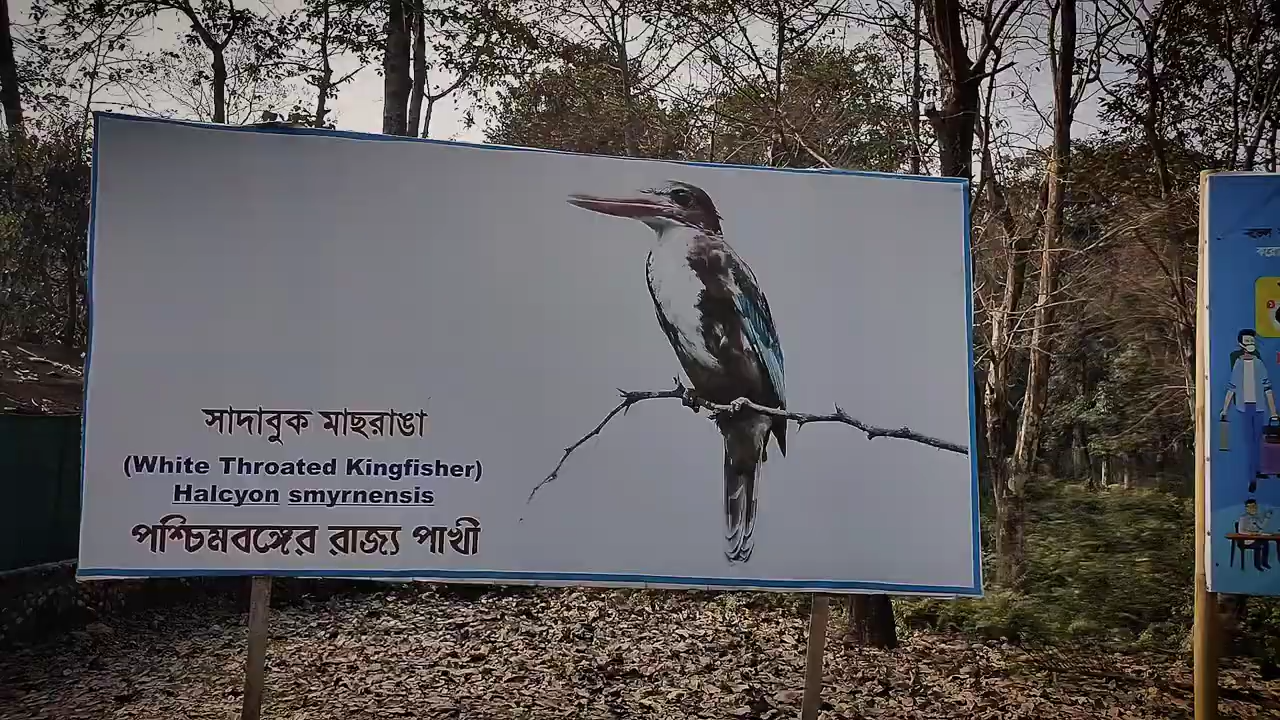 সাদাবুক মাছরাঙা
(White Throated Kingfisher)
Halcyon smyrnensis
পশ্চিমবঙ্গের রাজ্য পাখী